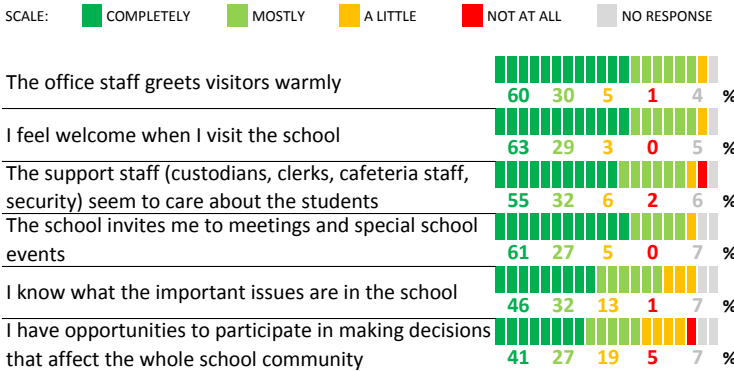 SCALE: COMPLETELY MOSTLY A LITTLE NOT AT ALL NO RESPONSE
The office staff greets visitors warmly
60 30 5 1 4 %
I feel welcome when I visit the school
63 29 3 0 5 %
The support staff (custodians, clerks, cafeteria staff,
security) seem to care about the students
55 32 6 2 6 %
The school invites me to meetings and special school
events
61 27 5 0 7 %
I know what the important issues are in the school
46 32 13 1 7 %
I have opportunities to participate in making decisions
that affect the whole school community
41 27 19 5 7 %